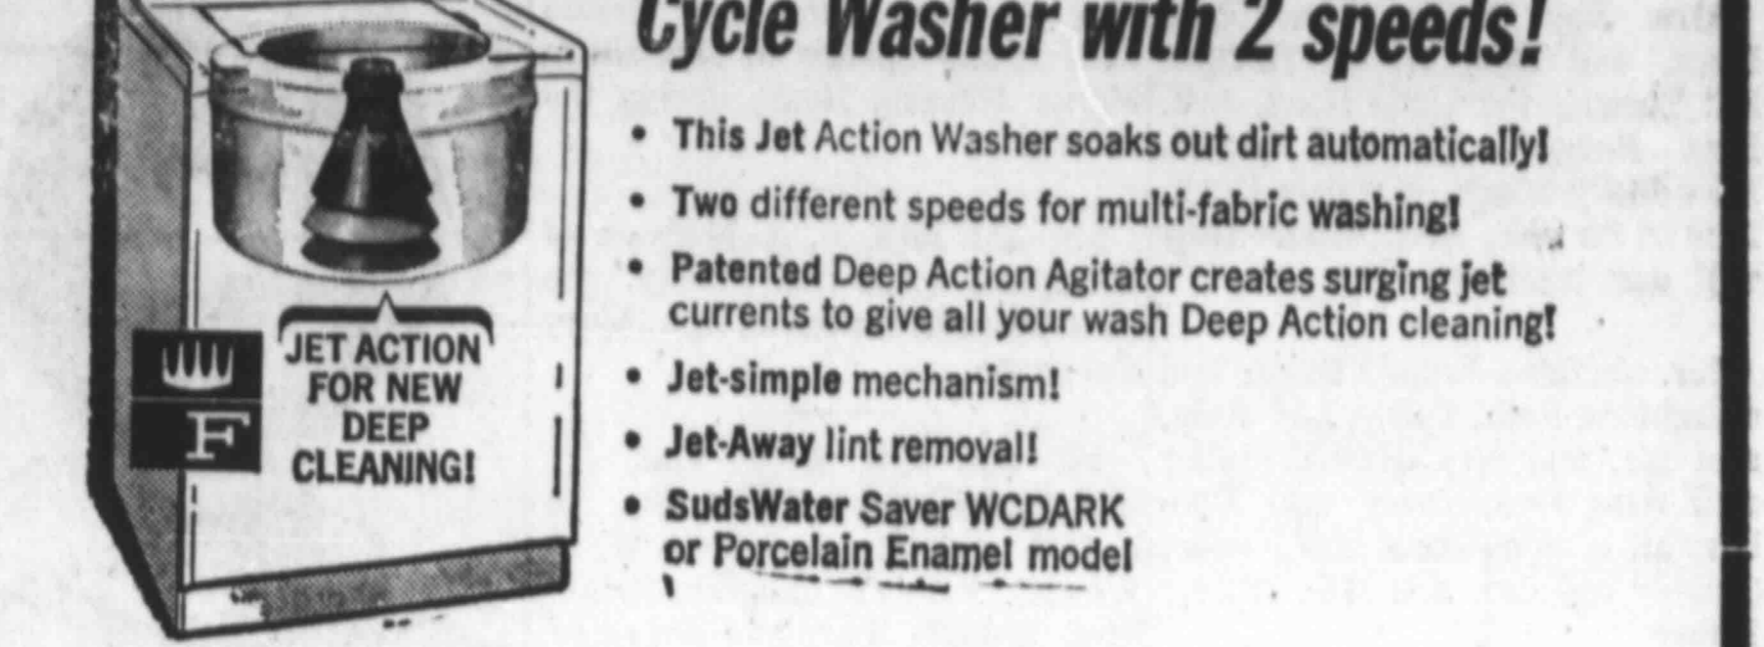 Cycle Washer with 2 speeds!
• This Jet Action Washer soaks out dirt automatically!
• Two different speeds for multi-fabric washing!
• Patented Deep Action Agitator creates surging jet
currents to give all your wash Deep Action cleaning!
• Jet-simple mechanism!
• Jet-Away lint removal!
• SudsWater Saver WCDARK
or Porcelain Enamel model
JET ACTION
FOR NEW
DEEP
CLEANING!
F